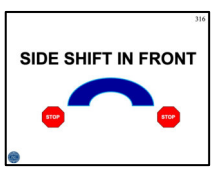 316
SIDE SHIFT IN FRONT
STOP STOP